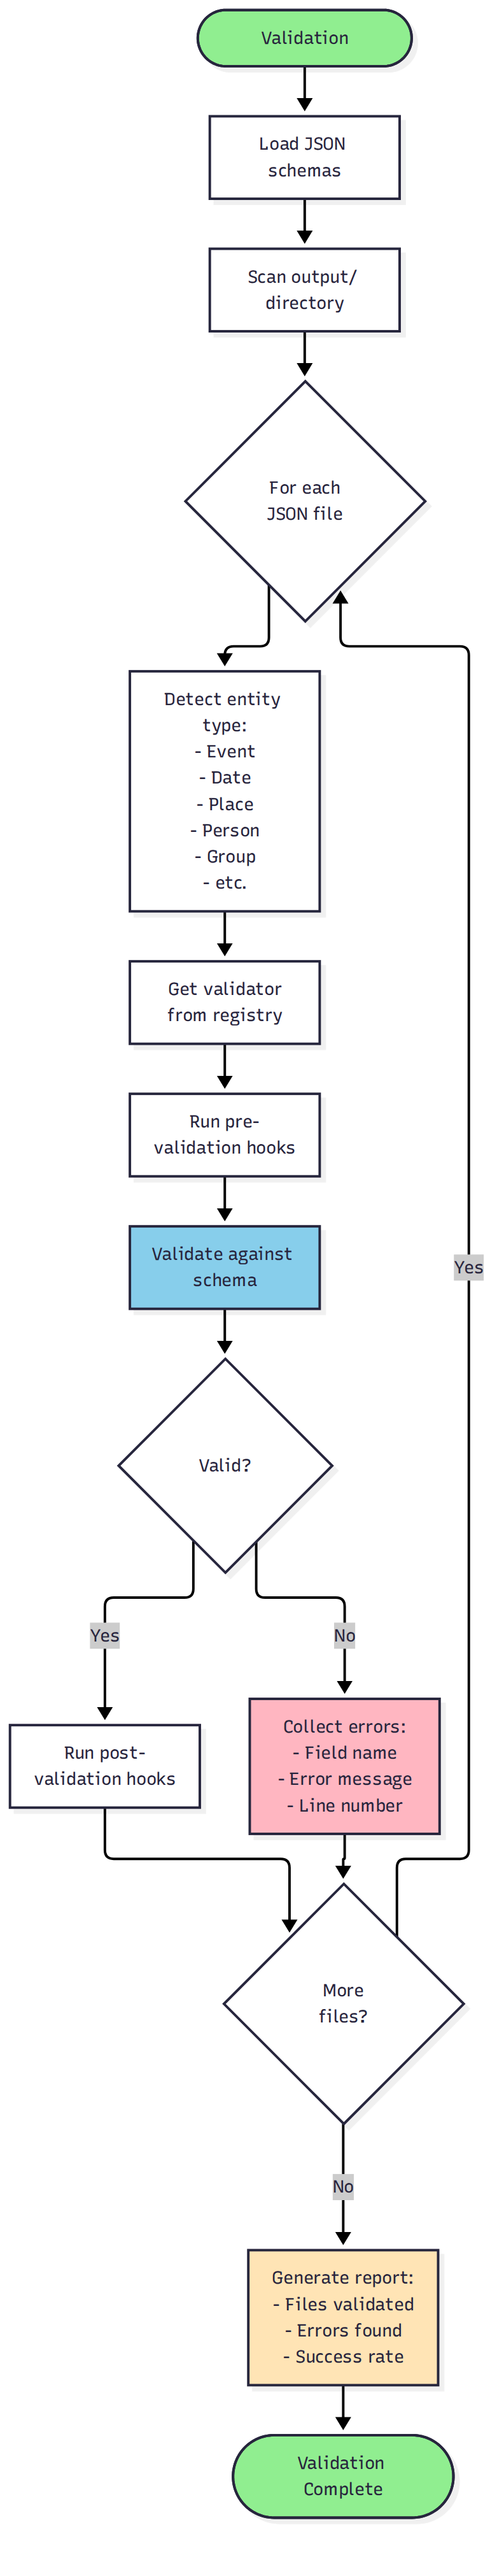 Validation
Load JSON
schemas
Scan output/
directory
For each
JSON file
Detect entity
type:
- Event
- Date
- Place
- Person
- Group
- etc.
Get validator
from registry
Run pre-
validation hooks
Validate against
schema
Yes
Valid?
Yes
No
Run post-
validation hooks
Collect errors:
- Field name
- Error message
- Line number
More
files?
No
Generate report:
- Files validated
- Errors found
- Success rate
Validation
Complete